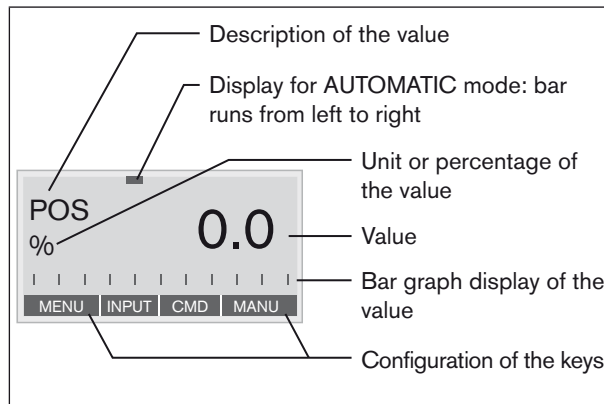 Description of the value
Display for AUTOMATIC mode: bar
runs from left to right
Unit or percentage of
the value
POS
%
0.0
Value
Bar graph display of the
value
MENU INPUT CMD MANU
Configuration of the keys